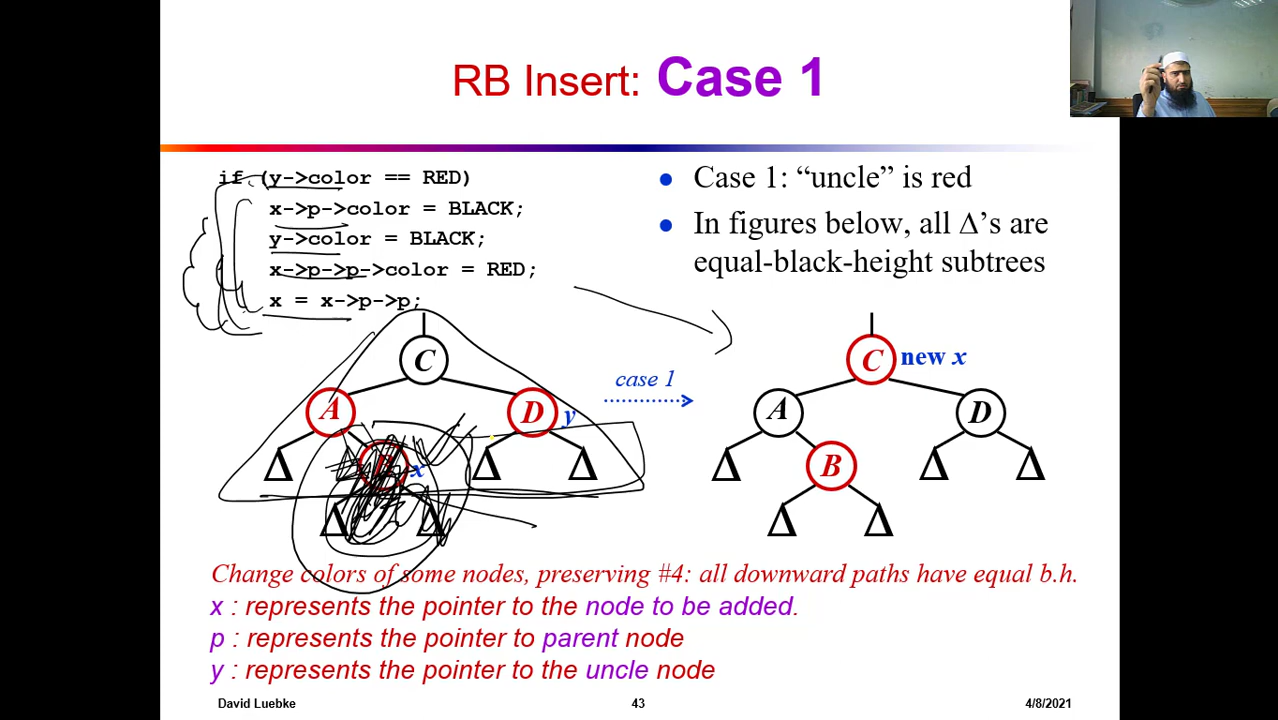 RB Insert: Case 1
if (y->color == RED)
x->p->color = BLACK;
y->color = BLACK;
x->p->p->color = RED;
x = x->p->p;
Case 1: “uncle” is red
In figures below, all Δ’s are
equal-black-height subtrees
C
A
D
y
x
Δ
Δ
Δ
Δ
Δ
case 1
C new x
A
D
Δ
B
Δ
Δ
Δ
Δ
Change colors of some nodes, preserving #4: all downward paths have equal b.h.
x : represents the pointer to the node to be added.
p : represents the pointer to parent node
y : represents the pointer to the uncle node
David Luebke
43
4/8/2021